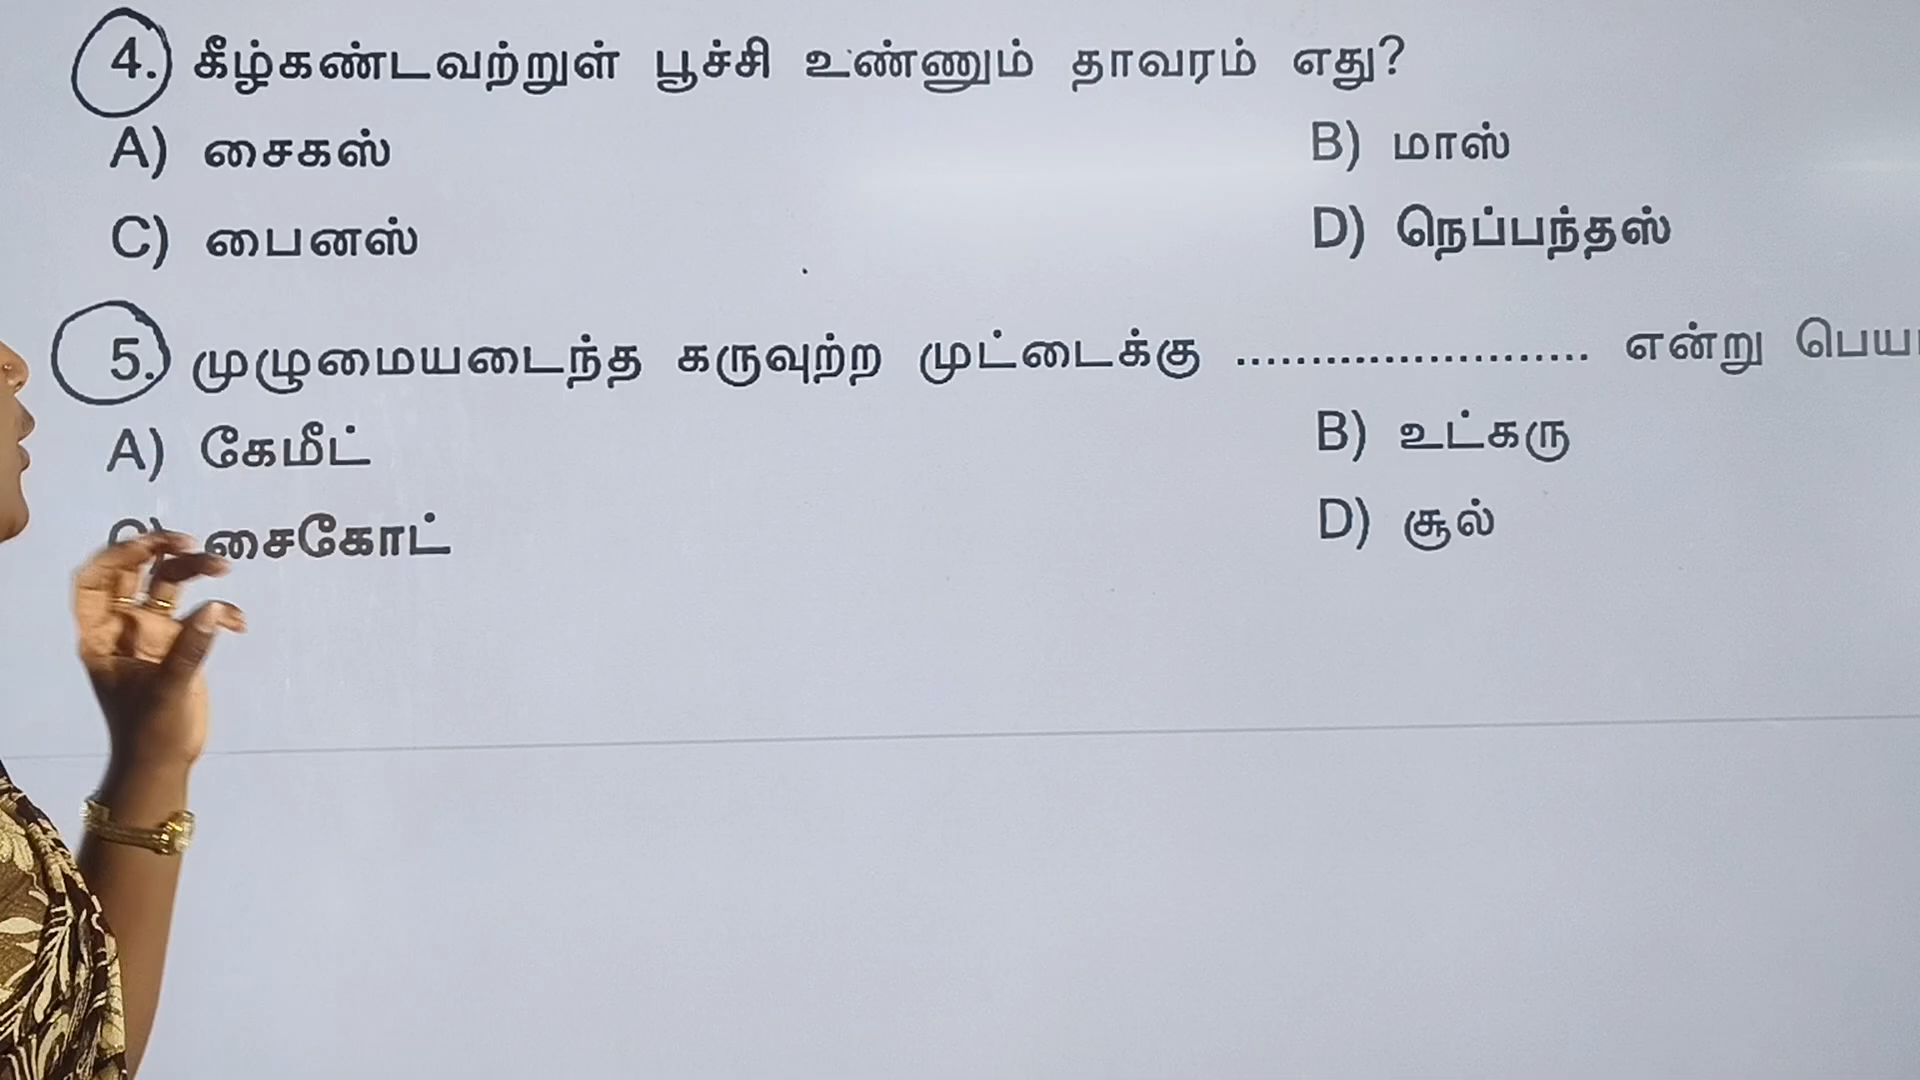 4. கீழ்கண்டவற்றுள் பூச்சி உண்ணும் தாவரம் எது?
A) சைகஸ் B) மாஸ்
C) பைனஸ் D) நெப்பந்தஸ்
5. முழுமையடைந்த கருவுற்ற முட்டைக்கு ........................ என்று
A) கேமீட் B) உட்கரு
சைகோட் D) சூல்